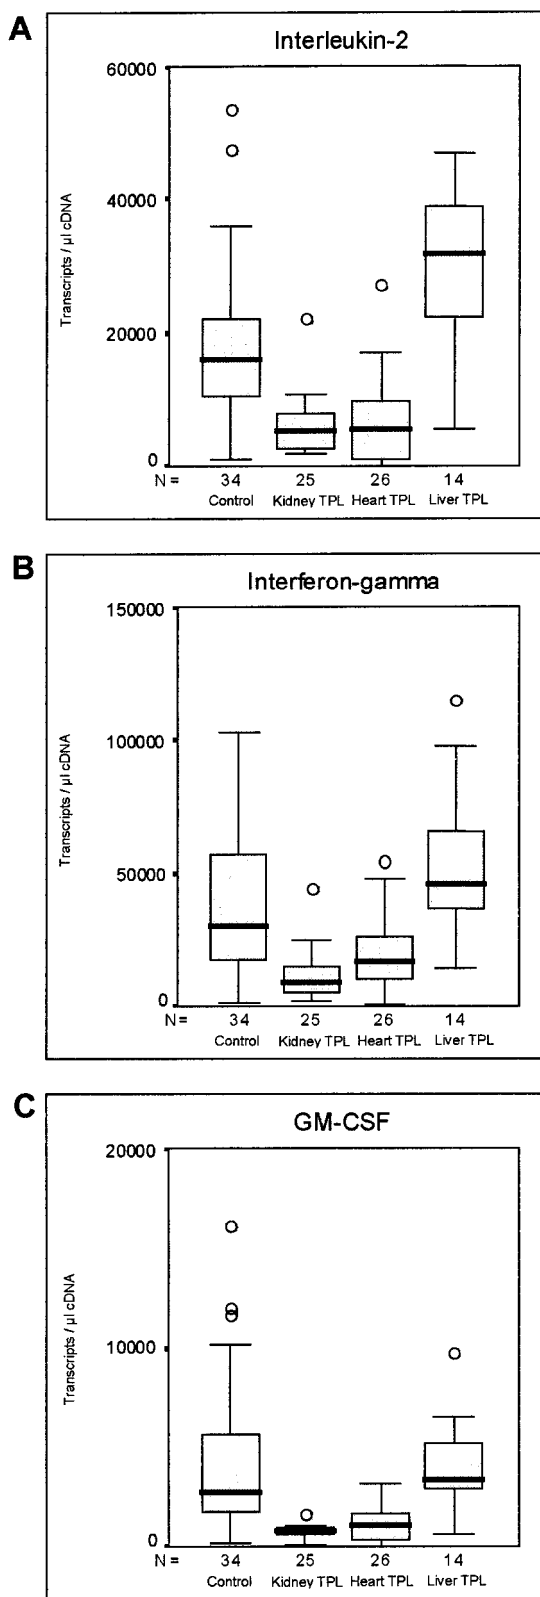 A
Interleukin-2
60000
40000
20000
0
Transcripts / µl cDNA
N = 34 25 26 14
Control Kidney TPL Heart TPL Liver TPL
B
Interferon-gamma
150000
100000
50000
0
Transcripts / µl cDNA
N = 34 25 26 14
Control Kidney TPL Heart TPL Liver TPL
C
GM-CSF
20000
10000
0
Transcripts / µl cDNA
N = 34 25 26 14
Control Kidney TPL Heart TPL Liver TPL